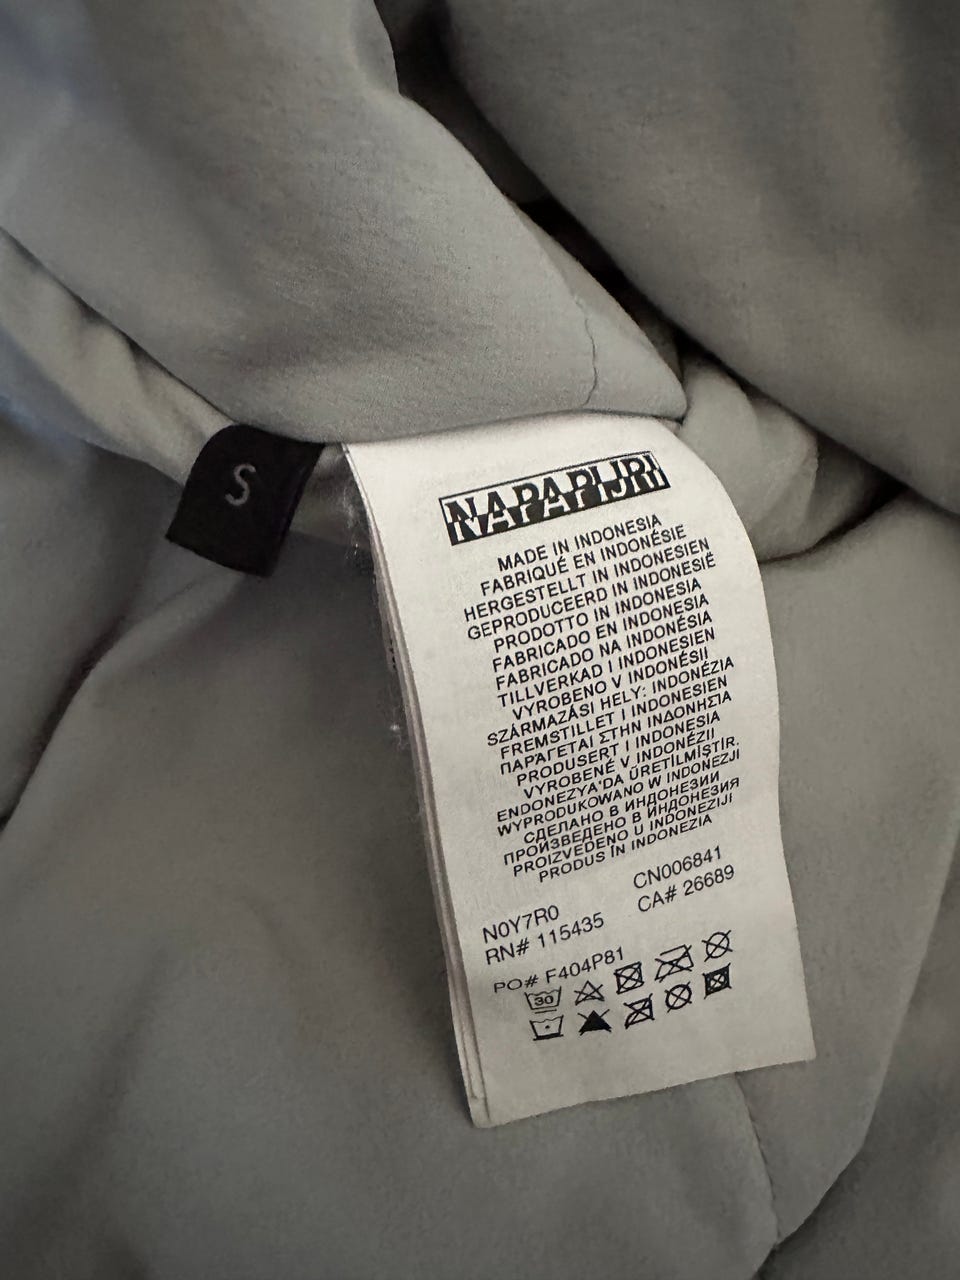 S
NAPAPIJRI
MADE IN INDONESIA
FABRIQUÉ EN INDONÉSIE
HERGESTELLT IN INDONESIEN
GEPRODUCEERD IN INDONESIË
PRODOTTO IN INDONESIA
FABRICADO EN INDONESIA
FABRICADO NA INDONÉSIA
TILLVERKAD I INDONESIEN
VYROBENO V INDONÉSII
SZÁRMAZÁSI HELY: INDONÉZIA
FREMSTILLET I INDONESIEN
ΠΑΡΑΓΕΤΑΙ ΣΤΗΝ ΙΝΔΟΝΗΣΙΑ
PRODUSERT I INDONESIA
VYROBENÉ V INDONÉZII
ENDONEZYA'DA ÜRETİLMİŞTİR.
WYPRODUKOWANO W INDONEZJI
СДЕЛАНО В ИНДОНЕЗИИ
ПРОИЗВЕДЕНО В ИНДОНЕЗИЯ
PROIZVEDENO U INDONEZIJI
PRODUS ÎN INDONEZIA
CN006841
N0Y7R0 CA# 26689
RN# 115435
PO# F404P81
30